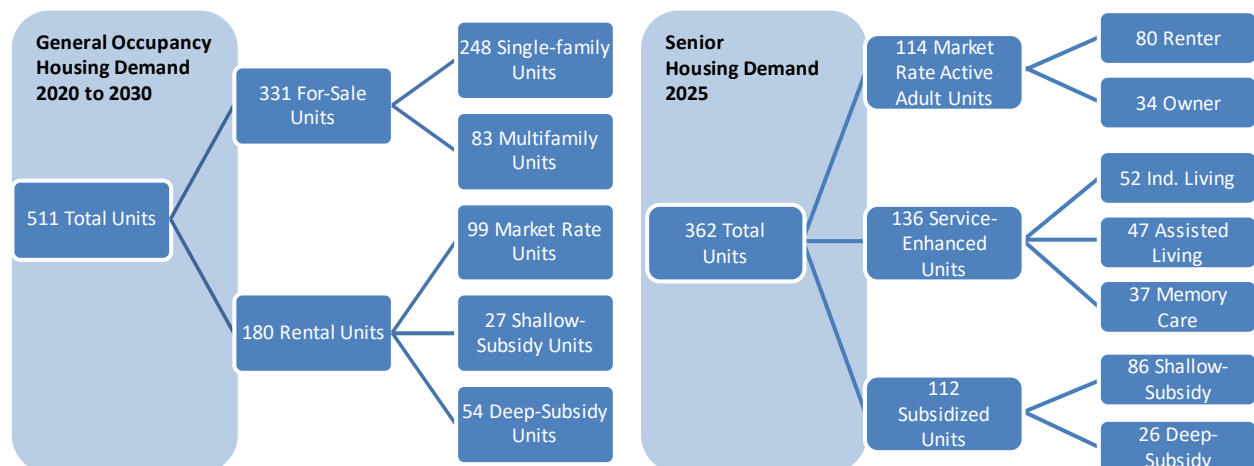 General Occupancy
Housing Demand
2020 to 2030
511 Total Units
331 For-Sale
Units
248 Single-family
Units
83 Multifamily
Units
180 Rental Units
99 Market Rate
Units
27 Shallow-
Subsidy Units
54 Deep-Subsidy
Units
Senior
Housing Demand
2025
362 Total
Units
114 Market
Rate Active
Adult Units
80 Renter
34 Owner
136 Service-
Enhanced
Units
52 Ind. Living
47 Assisted
Living
37 Memory
Care
112
Subsidized
Units
86 Shallow-
Subsidy
26 Deep-
Subsidy